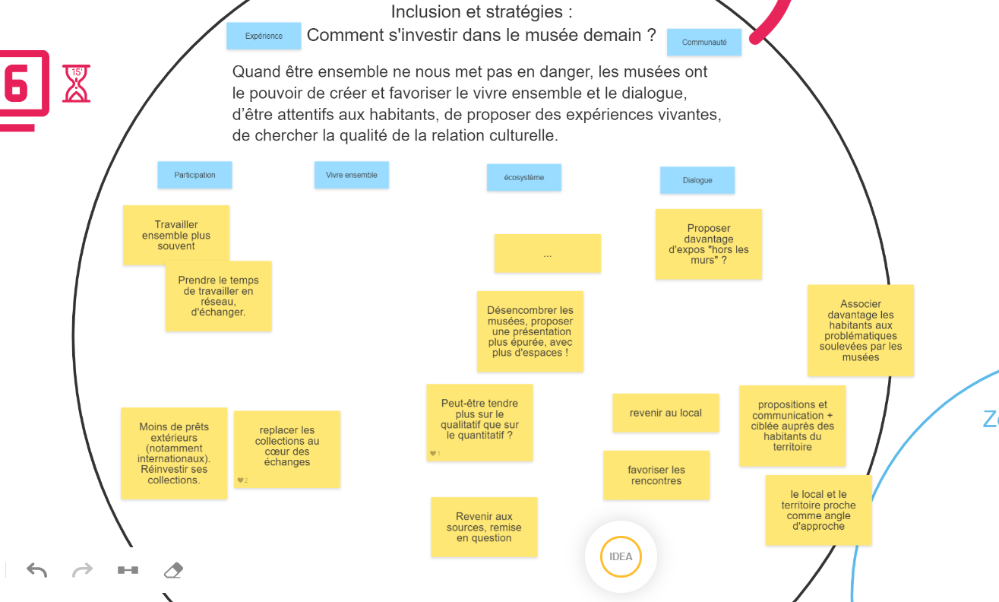 Inclusion et stratégies :
Expérience
Comment s'investir dans le musée demain ?
Communauté
6
15'
Quand être ensemble ne nous met pas en danger, les musées ont
le pouvoir de créer et favoriser le vivre ensemble et le dialogue,
d'être attentifs aux habitants, de proposer des expériences vivantes,
de chercher la qualité de la relation culturelle.
Participation
Vivre ensemble
écosystème
Dialogue
Travailler
ensemble plus
souvent
Prendre le temps
de travailler en
réseau,
d'échanger.
...
Proposer
davantage
d'expos "hors les
murs" ?
Désencombrer les
musées, proposer
une présentation
plus épurée, avec
plus d'espaces !
Associer
davantage les
habitants aux
problématiques
soulevées par les
musées
Moins de prêts
extérieurs
(notamment
internationaux).
Réinvestir ses
collections.
replacer les
collections au
cœur des
échanges
2
Peut-être tendre
plus sur le
qualitatif que sur
le quantitatif ?
1
revenir au local
propositions et
communication +
ciblée auprès des
habitants du
territoire
favoriser les
rencontres
le local et le
territoire proche
comme angle
d'approche
Revenir aux
sources, remise
en question
IDEA